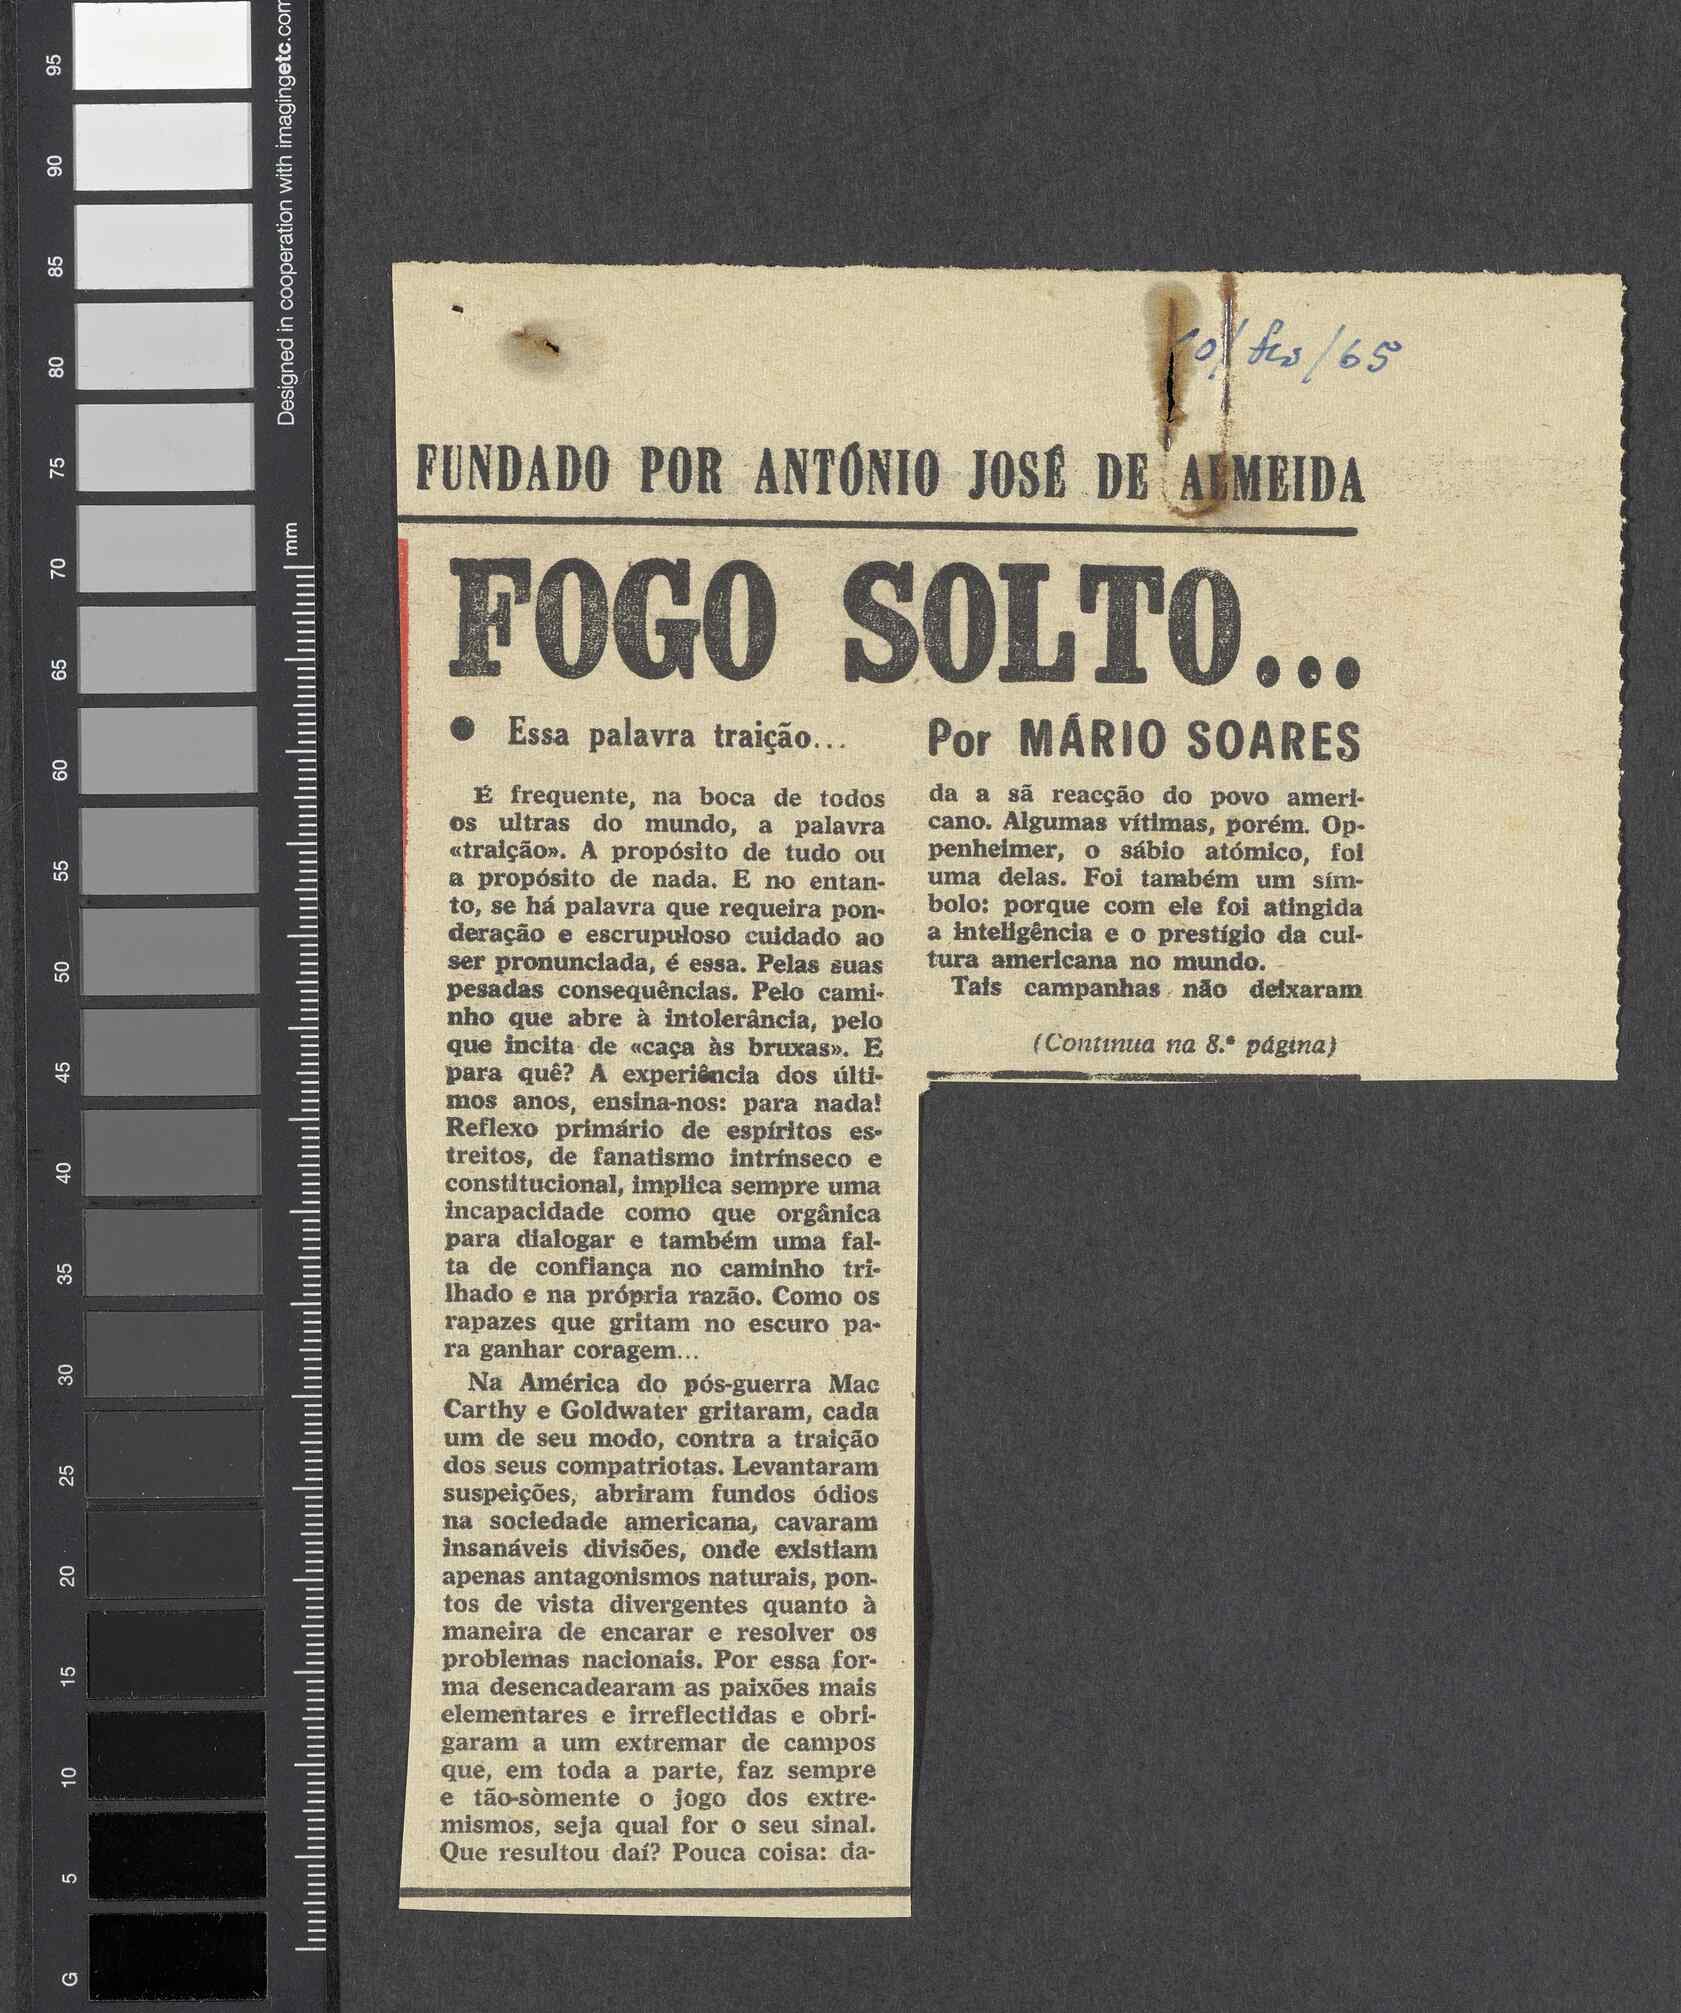 Designed in cooperation with imagingetc.com
mm
95
90
85
80
75
70
65
60
55
50
45
40
35
30
25
20
15
10
5
G
/65
FUNDADO POR ANTÓNIO JOSÉ DE ALMEIDA
FOGO SOLTO...
● Essa palavra traição...
Por MÁRIO SOARES
É frequente, na boca de todos
os ultras do mundo, a palavra
«traição». A propósito de tudo ou
a propósito de nada. E no entan-
to, se há palavra que requeira pon-
deração e escrupuloso cuidado ao
ser pronunciada, é essa. Pelas suas
pesadas consequências. Pelo cami-
nho que abre à intolerância, pelo
que incita de «caça às bruxas». E
para quê? A experiência dos últi-
mos anos, ensina-nos: para nada!
Reflexo primário de espíritos es-
treitos, de fanatismo intrínseco e
constitucional, implica sempre uma
incapacidade como que orgânica
para dialogar e também uma fal-
ta de confiança no caminho tri-
lhado e na própria razão. Como os
rapazes que gritam no escuro pa-
ra ganhar coragem...
Na América do pós-guerra Mac
Carthy e Goldwater gritaram, cada
um de seu modo, contra a traição
dos seus compatriotas. Levantaram
suspeições, abriram fundos ódios
na sociedade americana, cavaram
insanáveis divisões, onde existiam
apenas antagonismos naturais, pon-
tos de vista divergentes quanto à
maneira de encarar e resolver os
problemas nacionais. Por essa for-
ma desencadearam as paixões mais
elementares e irreflectidas e obri-
garam a um extremar de campos
que, em toda a parte, faz sempre
e tão-sòmente o jogo dos extre-
mismos, seja qual for o seu sinal.
Que resultou daí? Pouca coisa: da-
da a sã reacção do povo ameri-
cano. Algumas vítimas, porém. Op-
penheimer, o sábio atómico, foi
uma delas. Foi também um sím-
bolo: porque com ele foi atingida
a inteligência e o prestígio da cul-
tura americana no mundo.
Tais campanhas não deixaram
(Continua na 8.ª página)